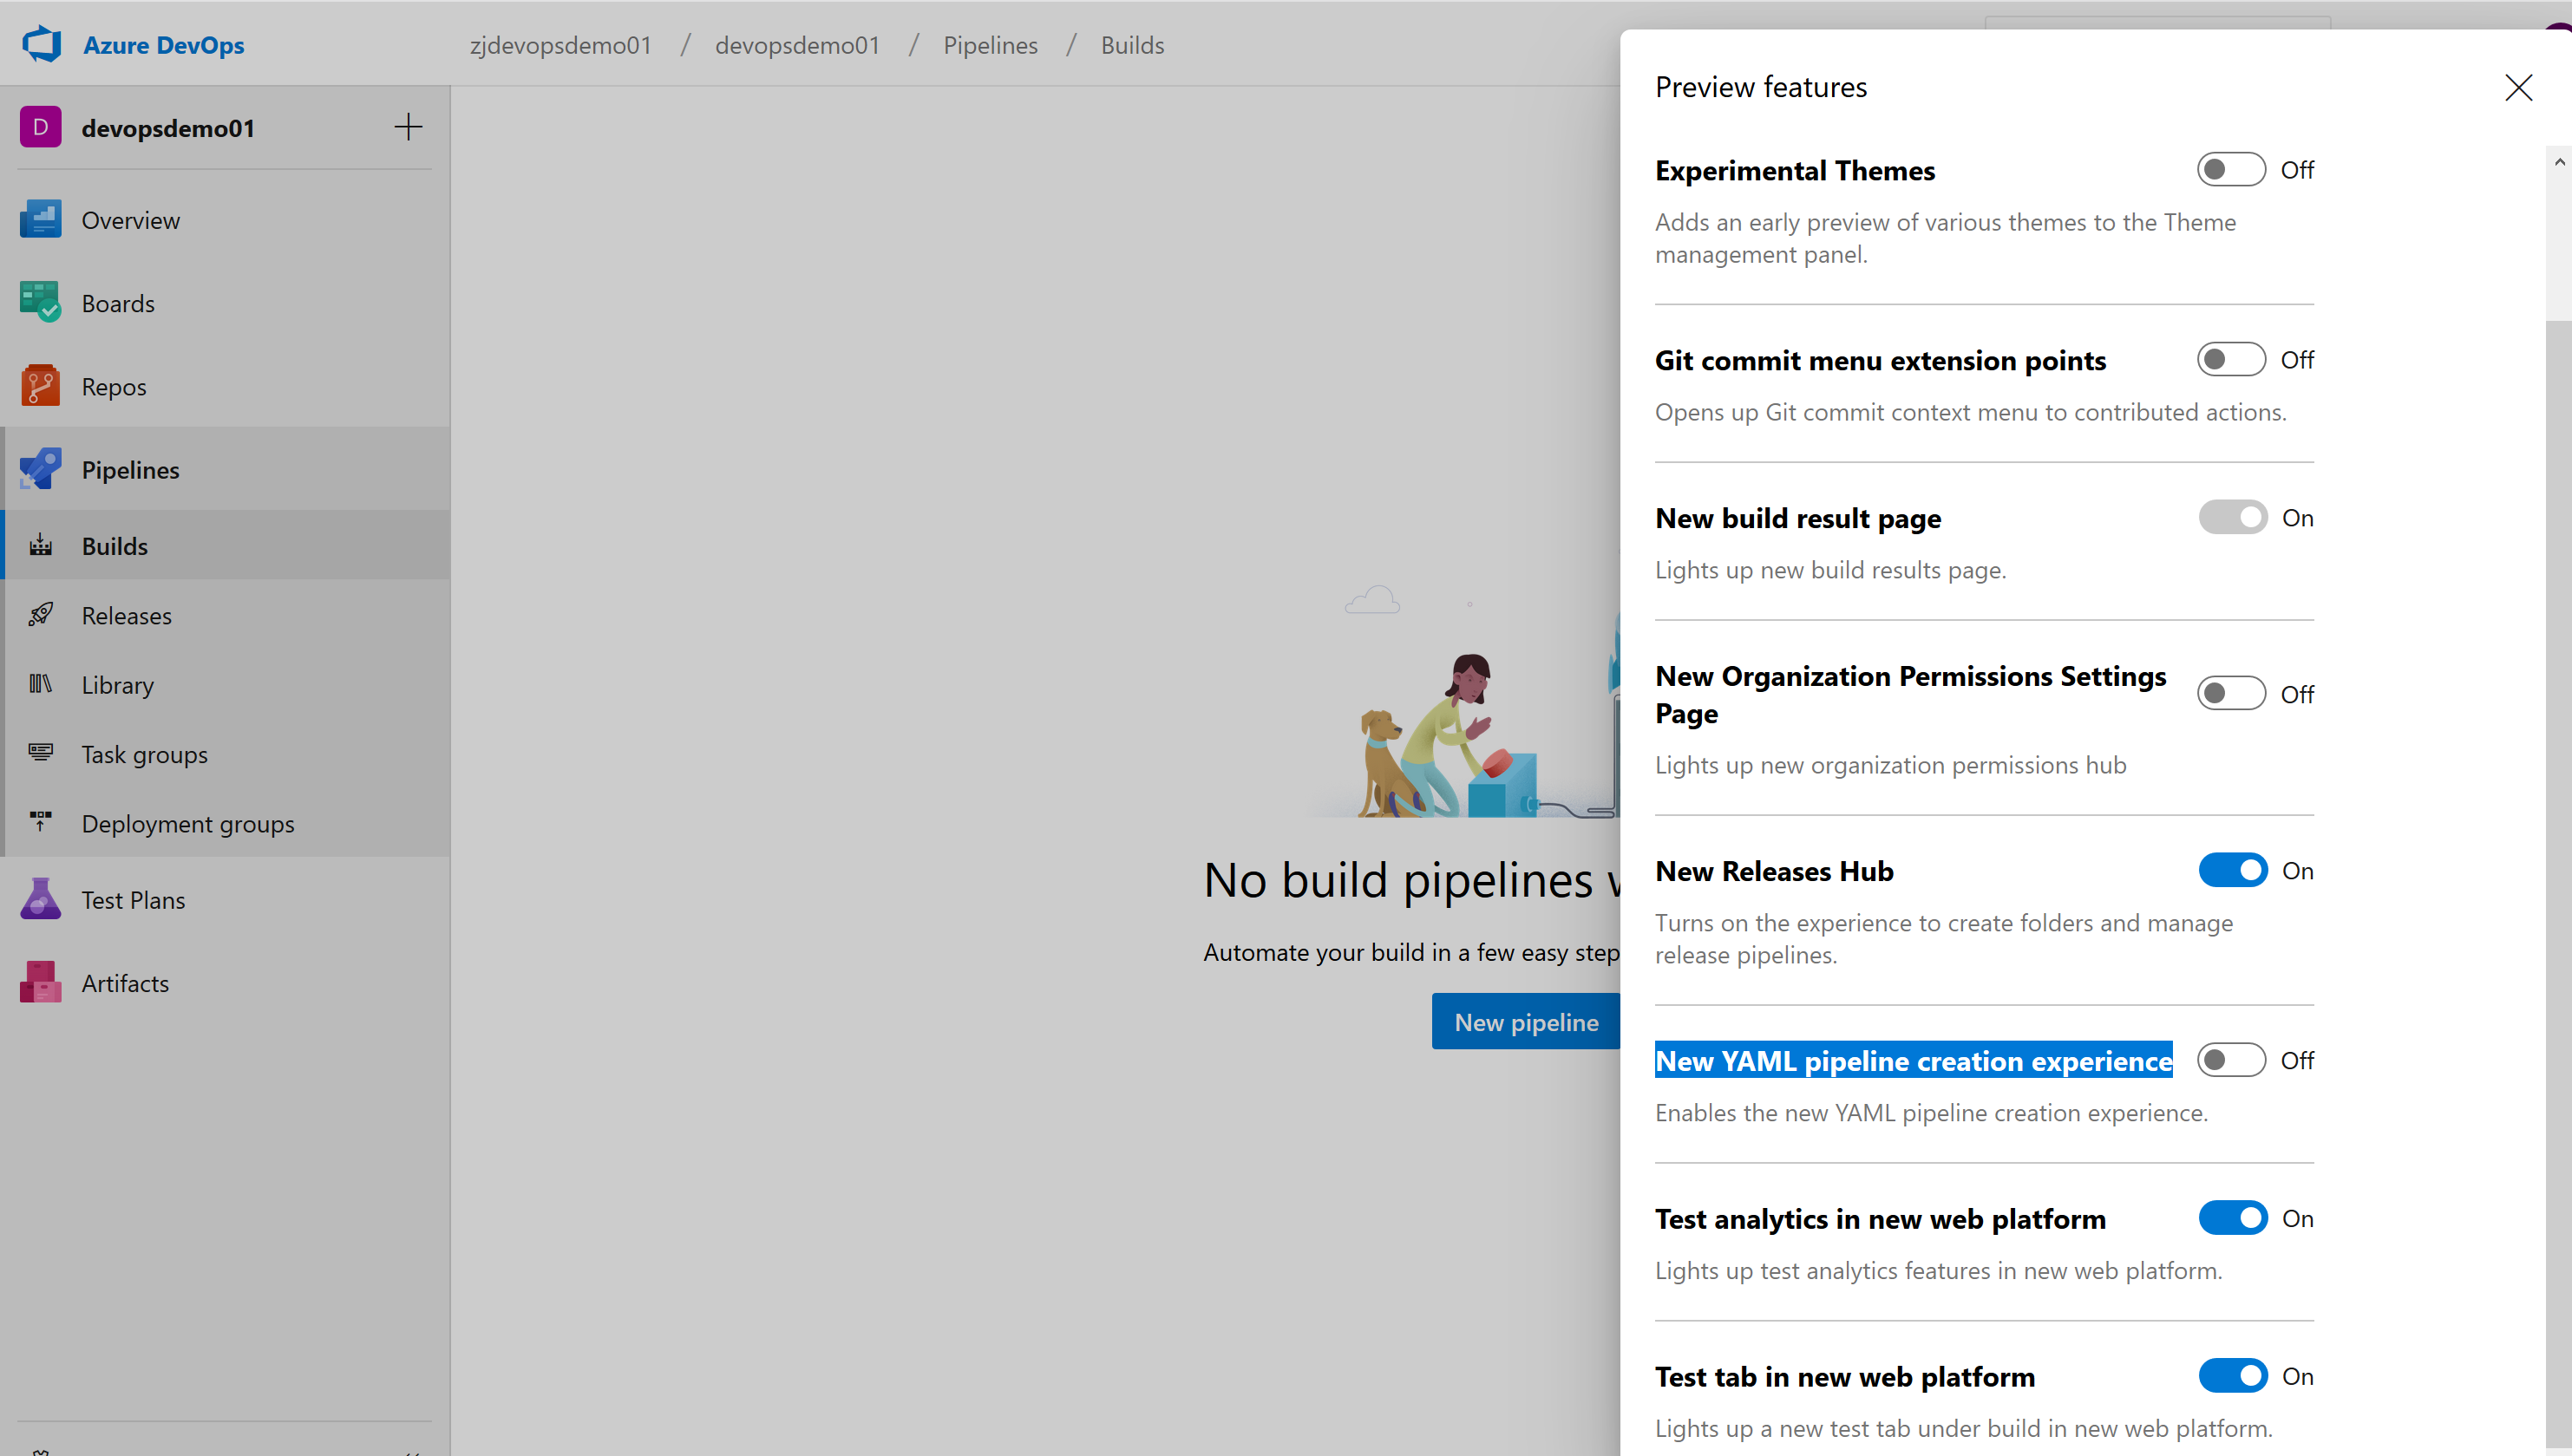 Azure DevOps
zjdevopsdemo01 / devopsdemo01 / Pipelines / Builds
D devopsdemo01
Overview
Boards
Repos
Pipelines
Builds
Releases
Library
Task groups
Deployment groups
Test Plans
Artifacts
No build pipelines
Automate your build in a few easy step
New pipeline
Preview features
Experimental Themes Off
Adds an early preview of various themes to the Theme
management panel.
Git commit menu extension points Off
Opens up Git commit context menu to contributed actions.
New build result page On
Lights up new build results page.
New Organization Permissions Settings
Page Off
Lights up new organization permissions hub
New Releases Hub On
Turns on the experience to create folders and manage
release pipelines.
New YAML pipeline creation experience Off
Enables the new YAML pipeline creation experience.
Test analytics in new web platform On
Lights up test analytics features in new web platform.
Test tab in new web platform On
Lights up a new test tab under build in new web platform.